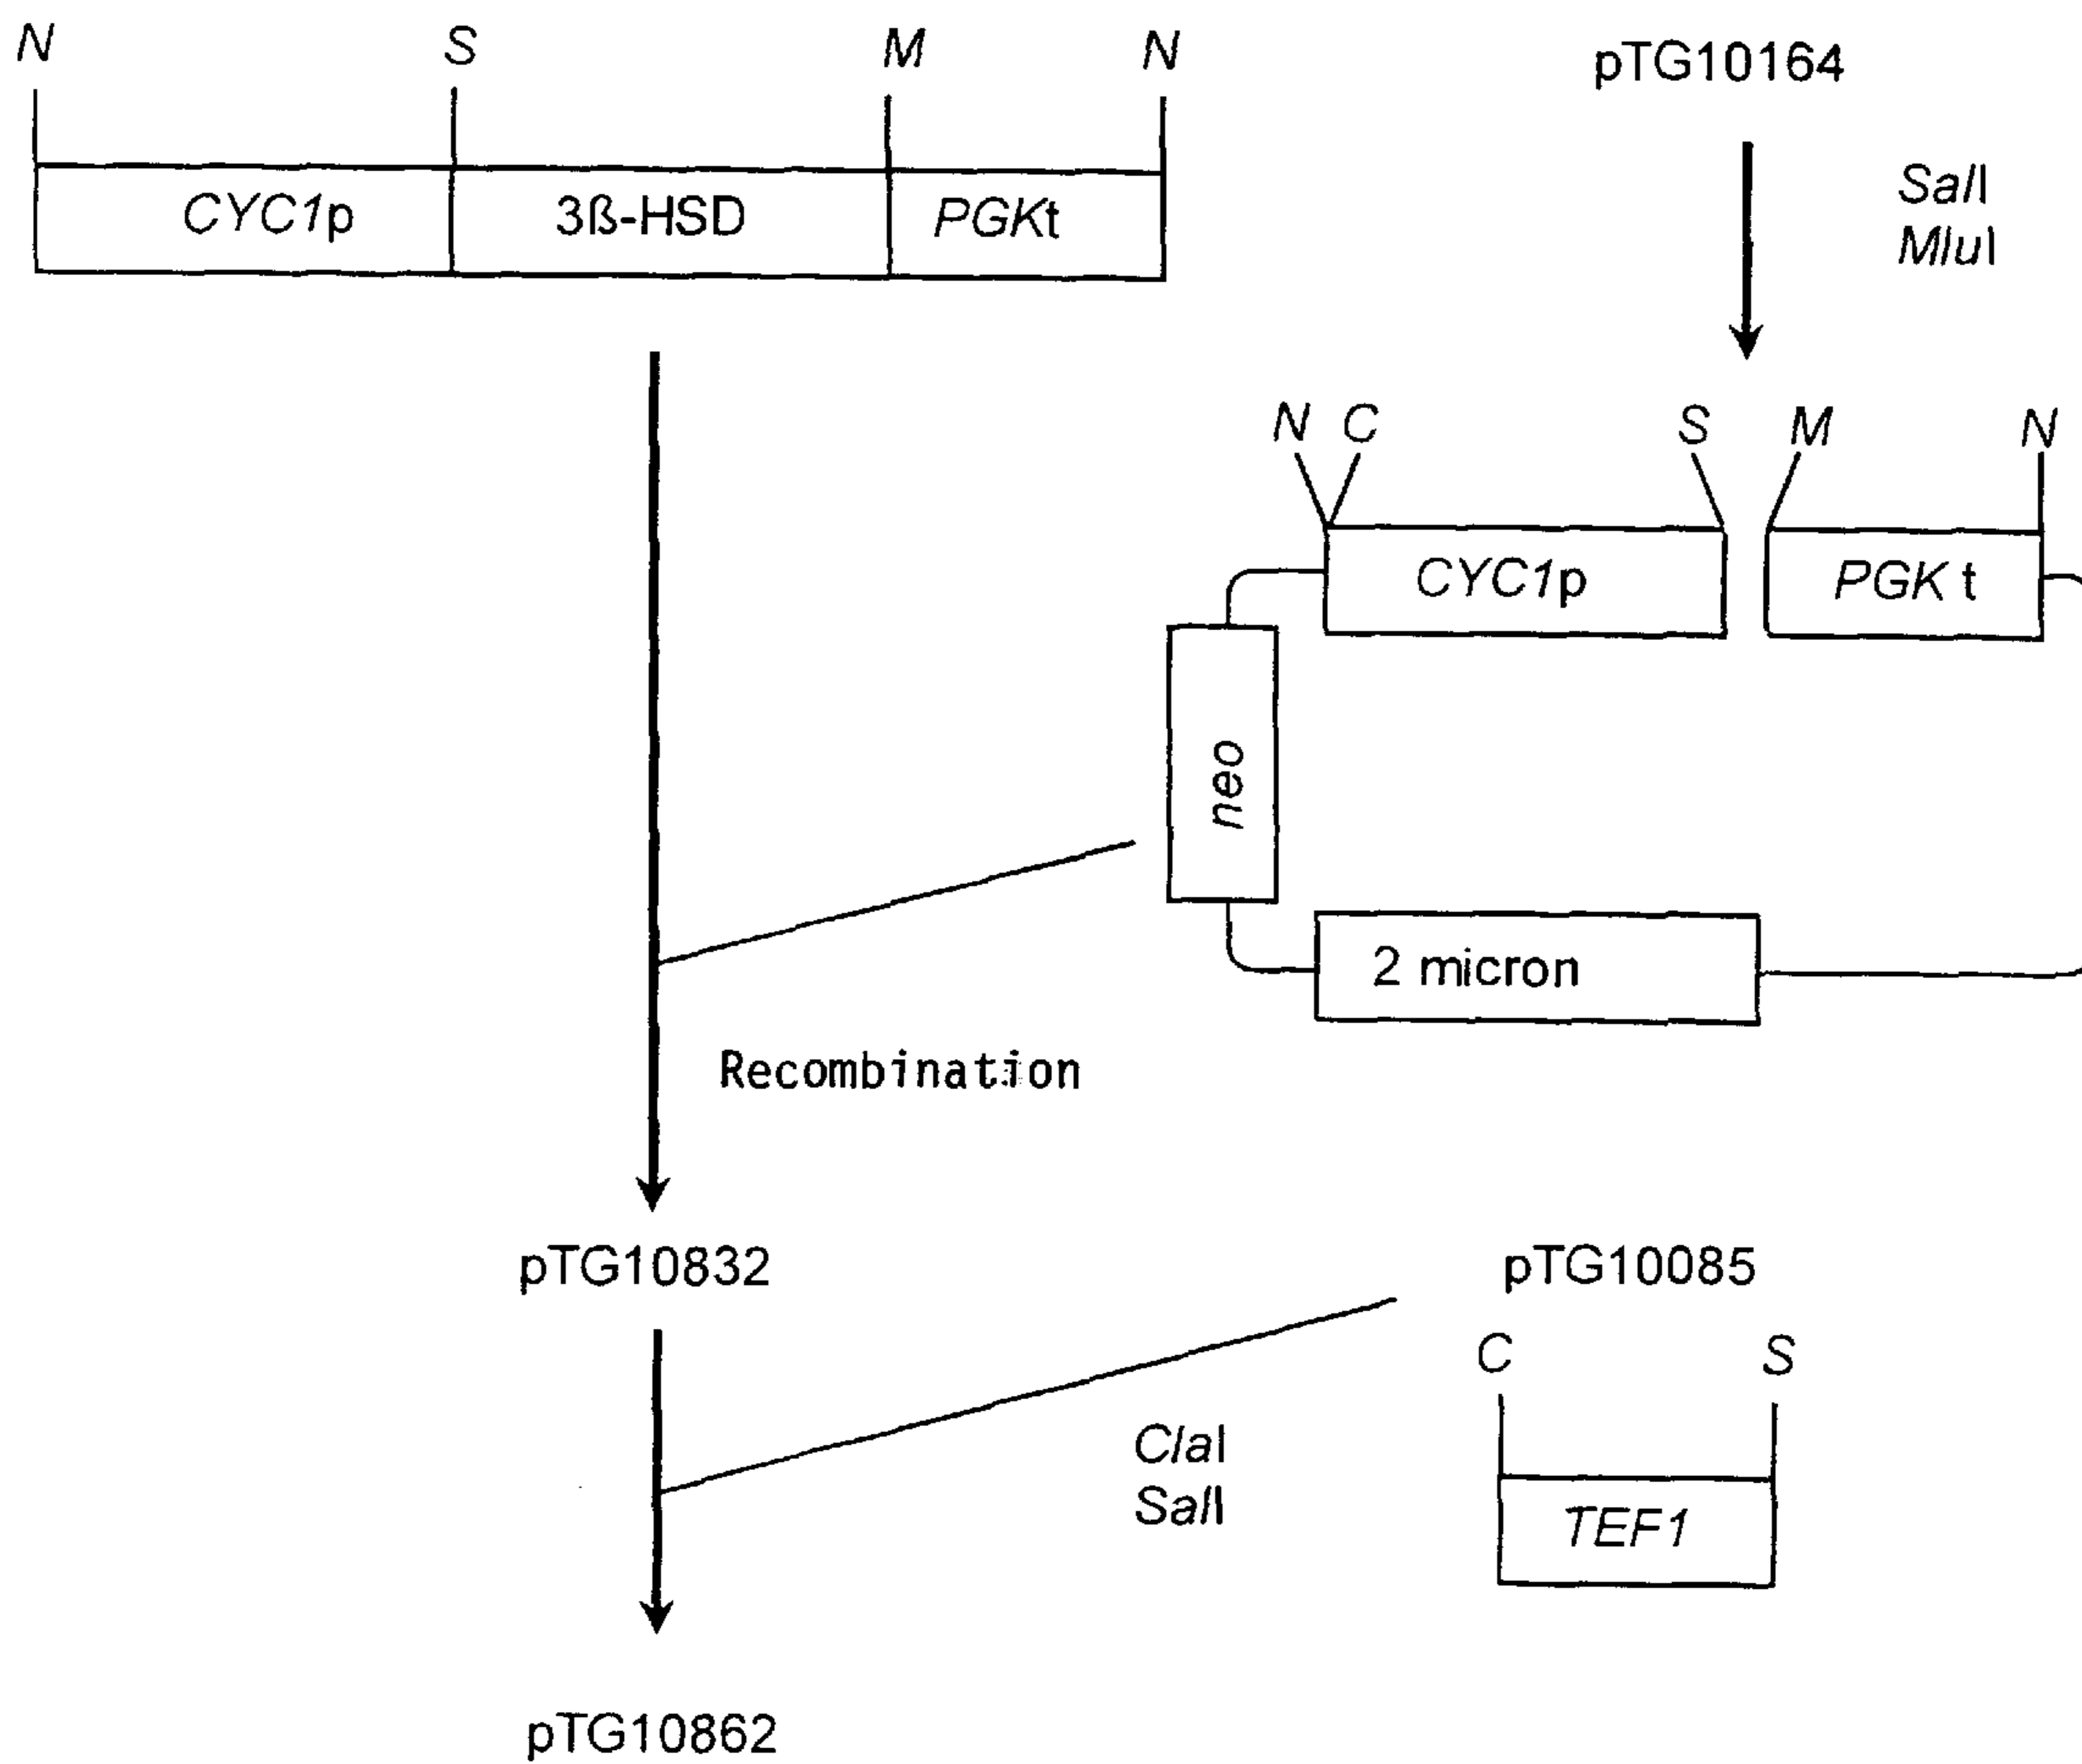 N S M N
CYC1p 3ß-HSD PGKt
pTG10164
SalI
MluI
N C S M N
CYC1p PGK t
neo
2 micron
Recombination
pTG10832
pTG10085
C S
ClaI
SalI
TEF1
pTG10862